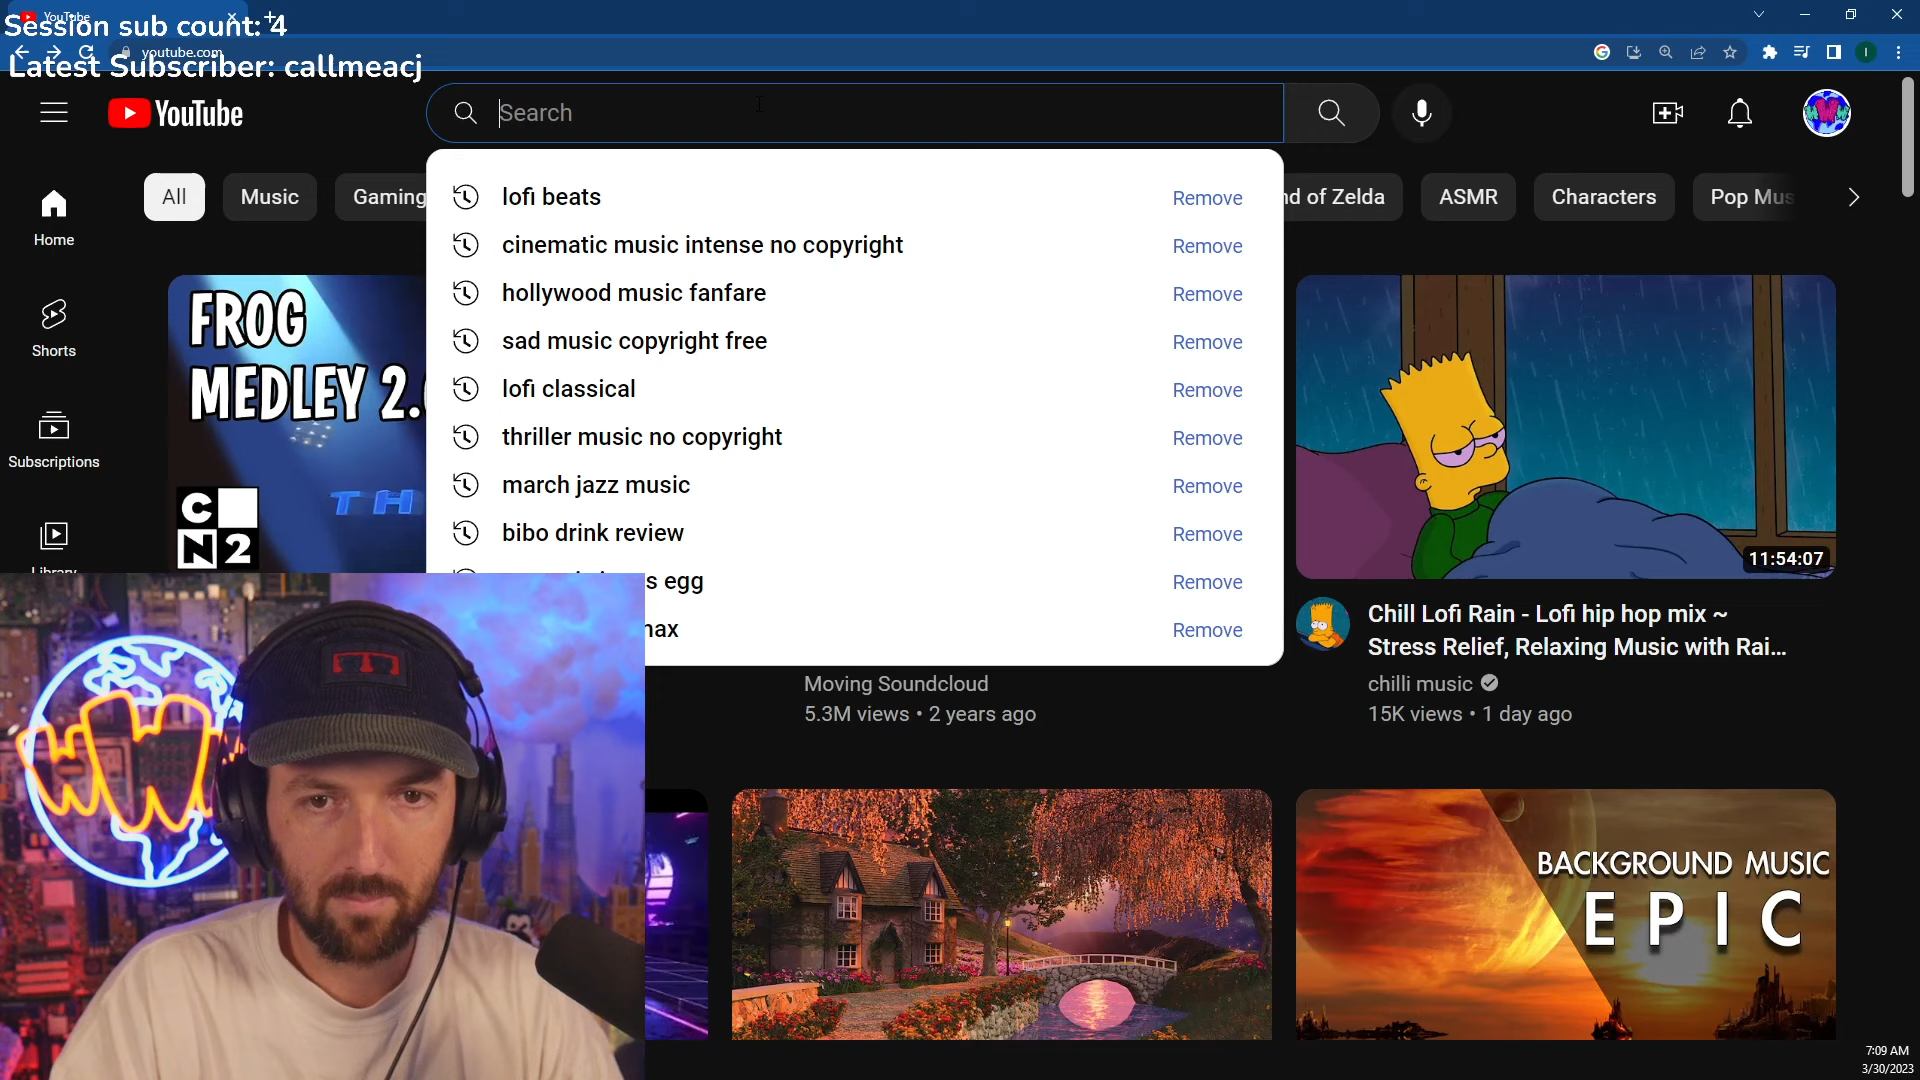 YouTube
Session sub count: 4
youtube.com
Latest Subscriber: callmeacj
YouTube
Search
All
Music
Gaming
of Zelda
ASMR
Characters
Pop
Home
Shorts
Subscriptions
Library
lofi beats Remove
cinematic music intense no copyright Remove
hollywood music fanfare Remove
sad music copyright free Remove
lofi classical Remove
thriller music no copyright Remove
march jazz music Remove
bibo drink review Remove
egg Remove
Remove
FROG
MEDLEY
CN2
11:54:07
Chill Lofi Rain - Lofi hip hop mix ~
Stress Relief, Relaxing Music with Rai...
chilli music
15K views • 1 day ago
Moving Soundcloud
5.3M views • 2 years ago
BACKGROUND MUSIC
EPIC
7:09 AM
3/30/2023